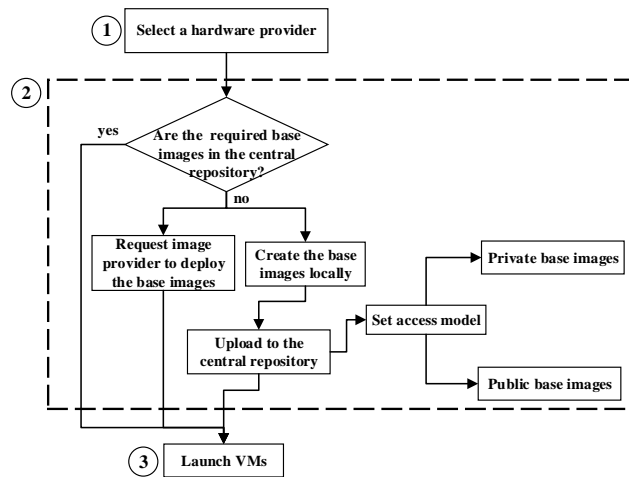 1
Select a hardware provider
2
yes
Are the required base
images in the central
repository?
no
Request image
provider to deploy
the base images
Create the base
images locally
Private base images
Set access model
Upload to the
central repository
Public base images
3
Launch VMs